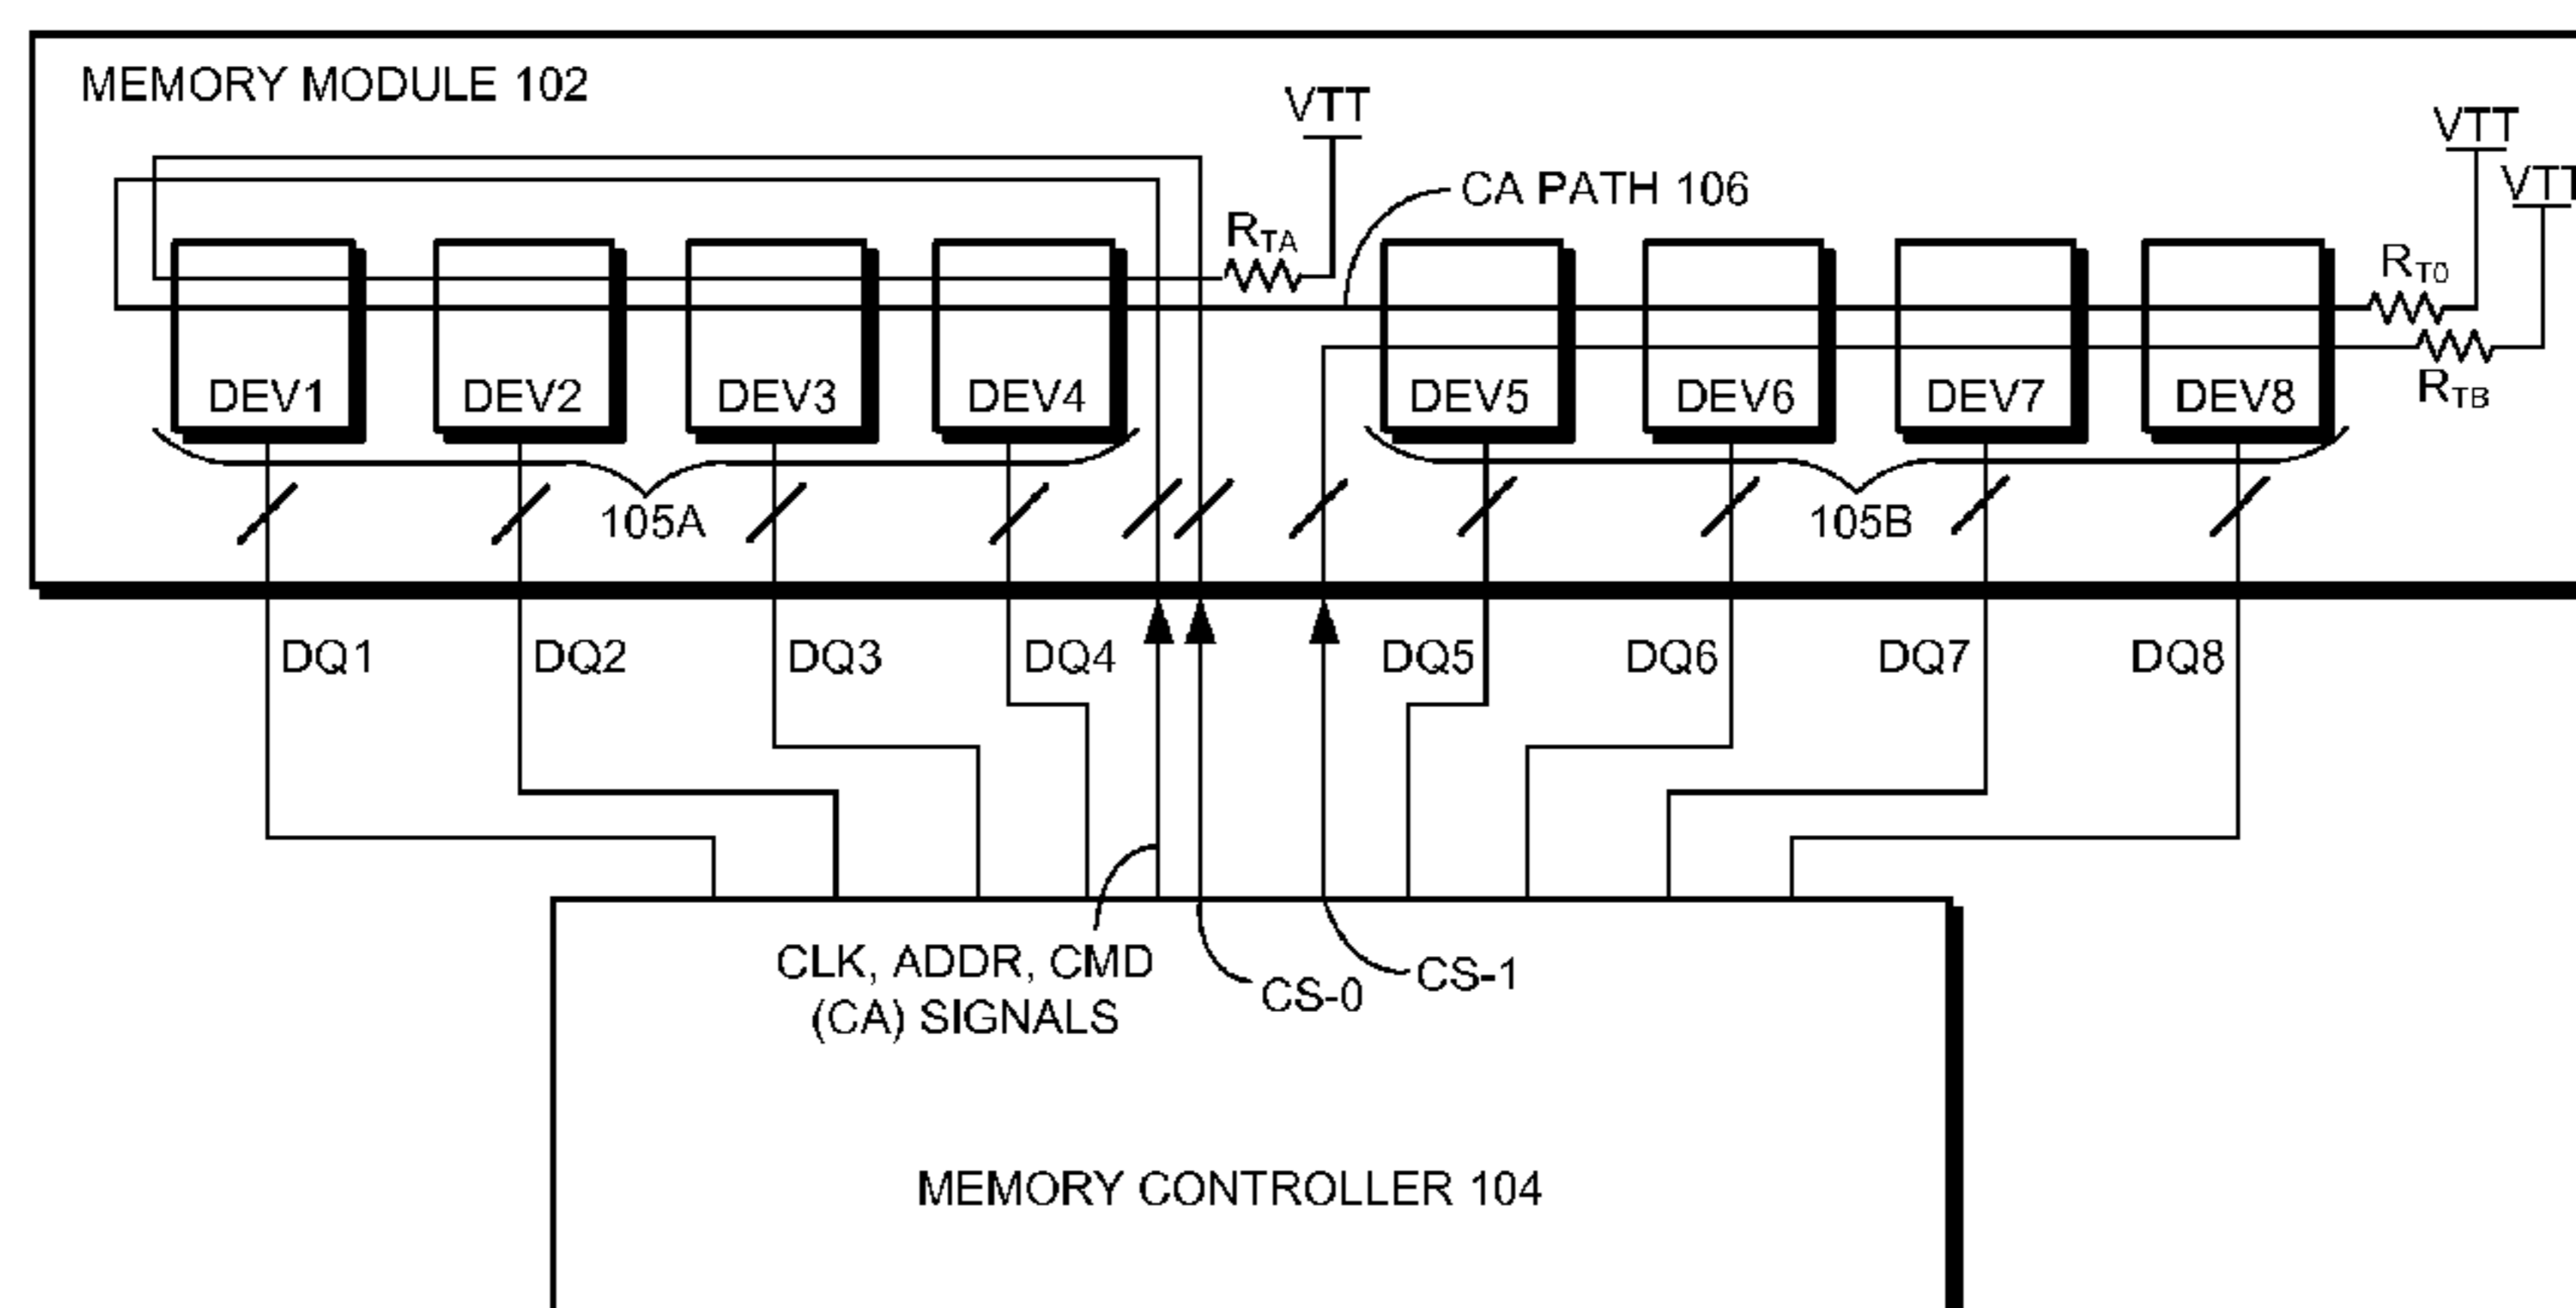 MEMORY MODULE 102
VTT
VTT
VTT
CA PATH 106
RTA
RT0
RTB
DEV1
DEV2
DEV3
DEV4
DEV5
DEV6
DEV7
DEV8
105A
105B
DQ1
DQ2
DQ3
DQ4
DQ5
DQ6
DQ7
DQ8
CLK, ADDR, CMD
(CA) SIGNALS
CS-0
CS-1
MEMORY CONTROLLER 104